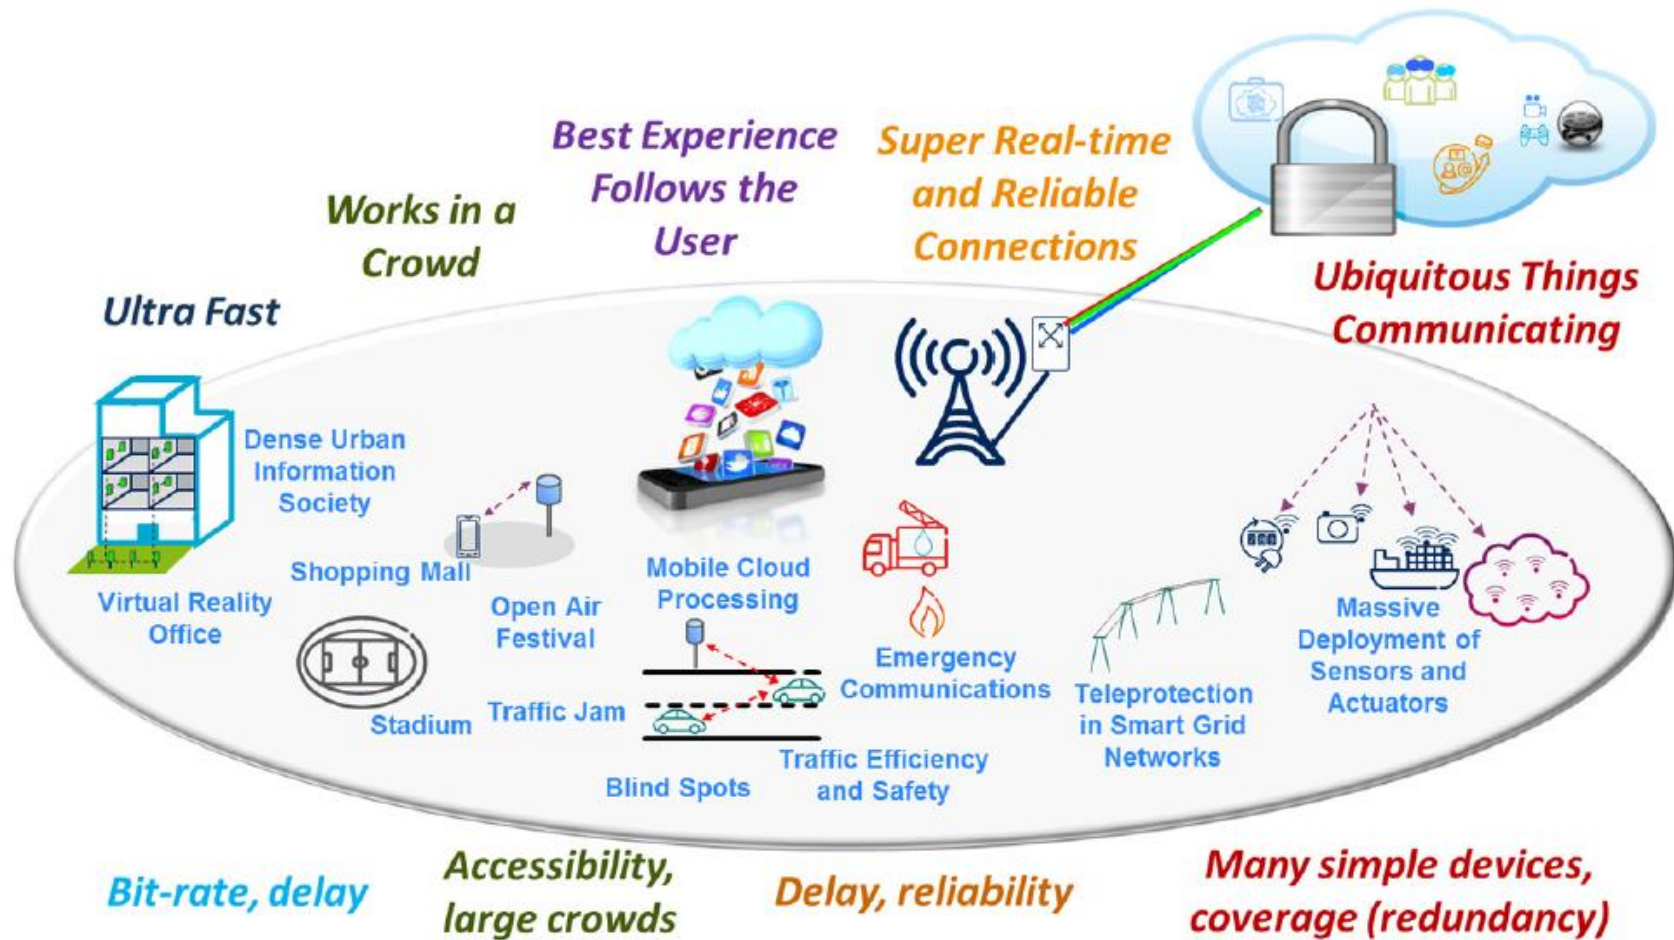 Best Experience
Follows the
User
Super Real-time
and Reliable
Connections
Works in a
Crowd
Ultra Fast
Ubiquitous Things
Communicating
Dense Urban
Information
Society
Shopping Mall
Virtual Reality
Office
Open Air
Festival
Mobile Cloud
Processing
Stadium
Traffic Jam
Blind Spots
Emergency
Communications
Traffic Efficiency
and Safety
Teleprotection
in Smart Grid
Networks
Massive
Deployment of
Sensors and
Actuators
Bit-rate, delay
Accessibility,
large crowds
Delay, reliability
Many simple devices,
coverage (redundancy)